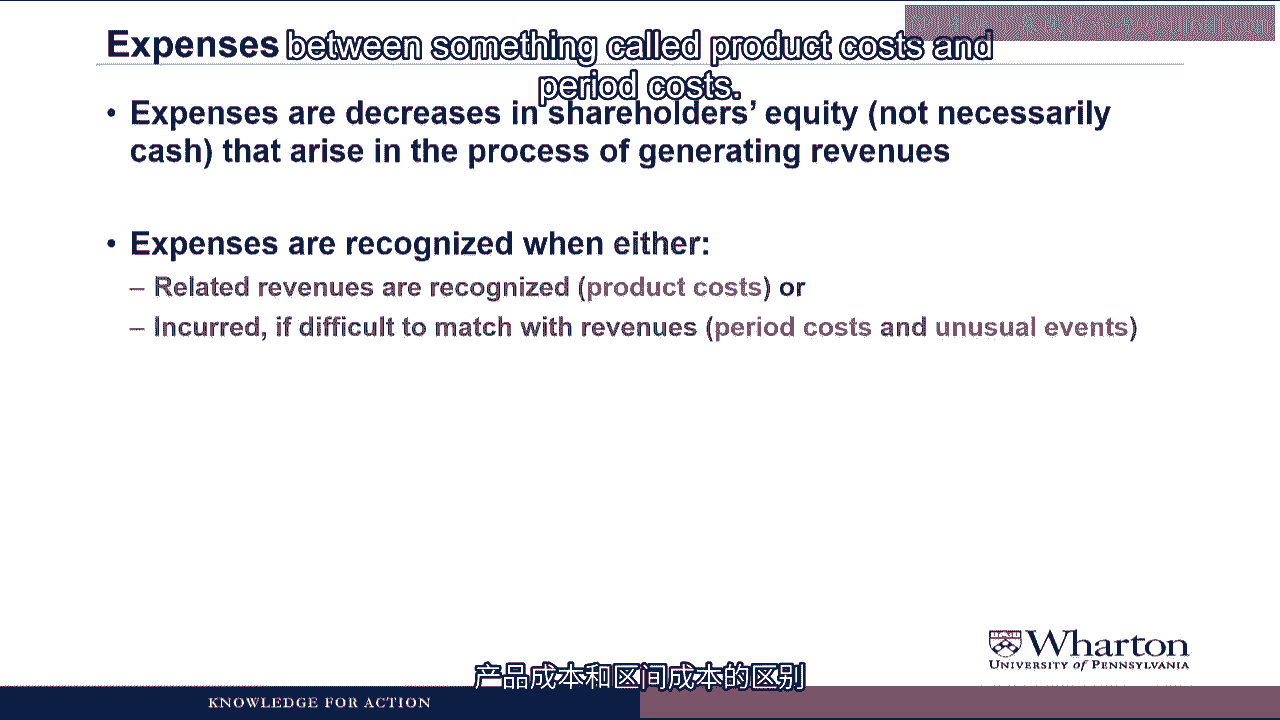 Expenses
between something called product costs and
period costs.
• Expenses are decreases in shareholders' equity (not necessarily
cash) that arise in the process of generating revenues
• Expenses are recognized when either:
– Related revenues are recognized (product costs) or
– Incurred, if difficult to match with revenues (period costs and unusual events)
Wharton
UNIVERSITY of PENNSYLVANIA
产品成本和区间成本的区别
KNOWLEDGE FOR ACTION